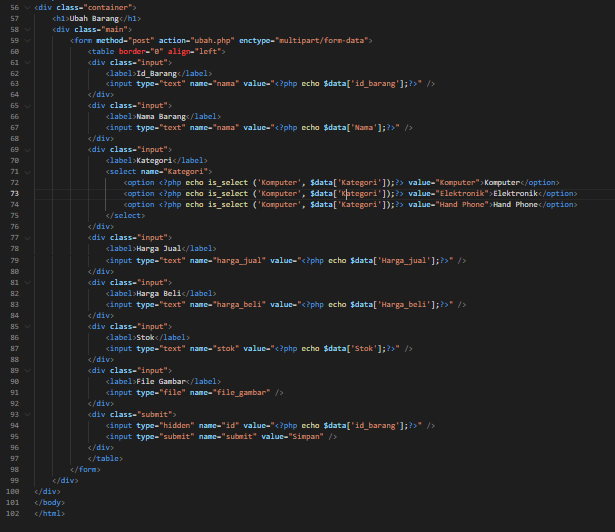 56 <div class="container">
57 <h1>Ubah Barang</h1>
58 <div class="main">
59 <form method="post" action="ubah.php" enctype="multipart/form-data">
60 <table border="0" align="left">
61 <div class="input">
62 <label>Id_Barang</label>
63 <input type="text" name="nama" value="<?php echo $data['id_barang'];?>" />
64 </div>
65 <div class="input">
66 <label>Nama Barang</label>
67 <input type="text" name="nama" value="<?php echo $data['Nama'];?>" />
68 </div>
69 <div class="input">
70 <label>Kategori</label>
71 <select name="Kategori">
72 <option <?php echo is_select ('Komputer', $data['Kategori']);?> value="Komputer">Komputer</option>
73 <option <?php echo is_select ('Komputer', $data['Kategori']);?> value="Elektronik">Elektronik</option>
74 <option <?php echo is_select ('Komputer', $data['Kategori']);?> value="Hand Phone">Hand Phone</option>
75 </select>
76 </div>
77 <div class="input">
78 <label>Harga Jual</label>
79 <input type="text" name="harga_jual" value="<?php echo $data['Harga_jual'];?>" />
80 </div>
81 <div class="input">
82 <label>Harga Beli</label>
83 <input type="text" name="harga_beli" value="<?php echo $data['Harga_beli'];?>" />
84 </div>
85 <div class="input">
86 <label>Stok</label>
87 <input type="text" name="stok" value="<?php echo $data['Stok'];?>" />
88 </div>
89 <div class="input">
90 <label>File Gambar</label>
91 <input type="file" name="file_gambar" />
92 </div>
93 <div class="submit">
94 <input type="hidden" name="id" value="<?php echo $data['id_barang'];?>" />
95 <input type="submit" name="submit" value="Simpan" />
96 </div>
97 </table>
98 </form>
99 </div>
100 </div>
101 </body>
102 </html>